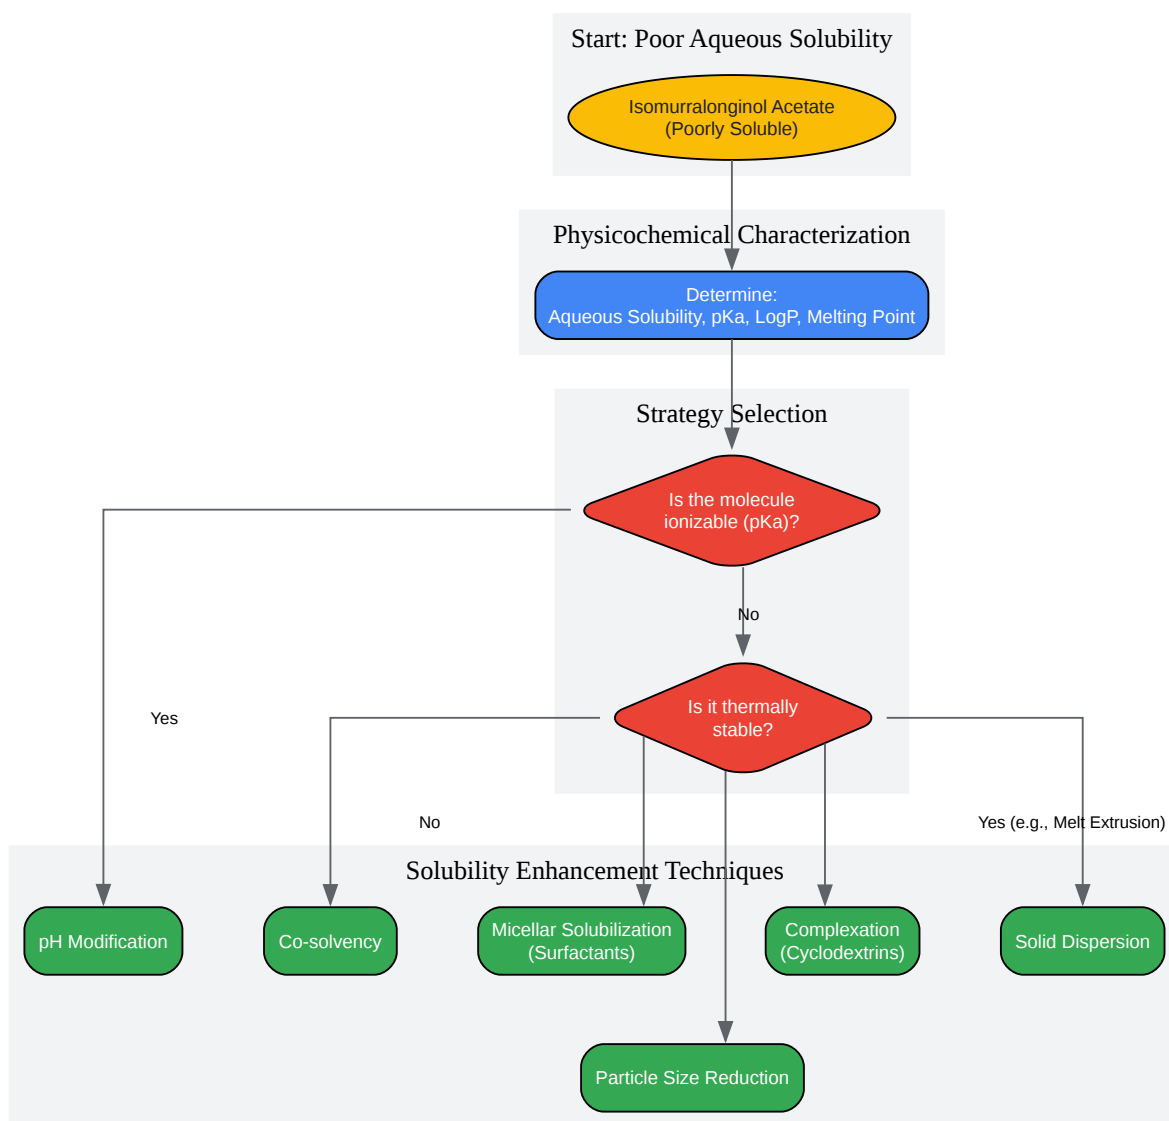 Start: Poor Aqueous Solubility
Isomurralonginol Acetate
(Poorly Soluble)
Physicochemical Characterization
Determine:
Aqueous Solubility, pKa, LogP, Melting Point
Strategy Selection
Is the molecule
ionizable (pKa)?
No
Is it thermally
stable?
Yes
No
Yes (e.g., Melt Extrusion)
Solubility Enhancement Techniques
pH Modification
Co-solvency
Micellar Solubilization
(Surfactants)
Complexation
(Cyclodextrins)
Solid Dispersion
Particle Size Reduction